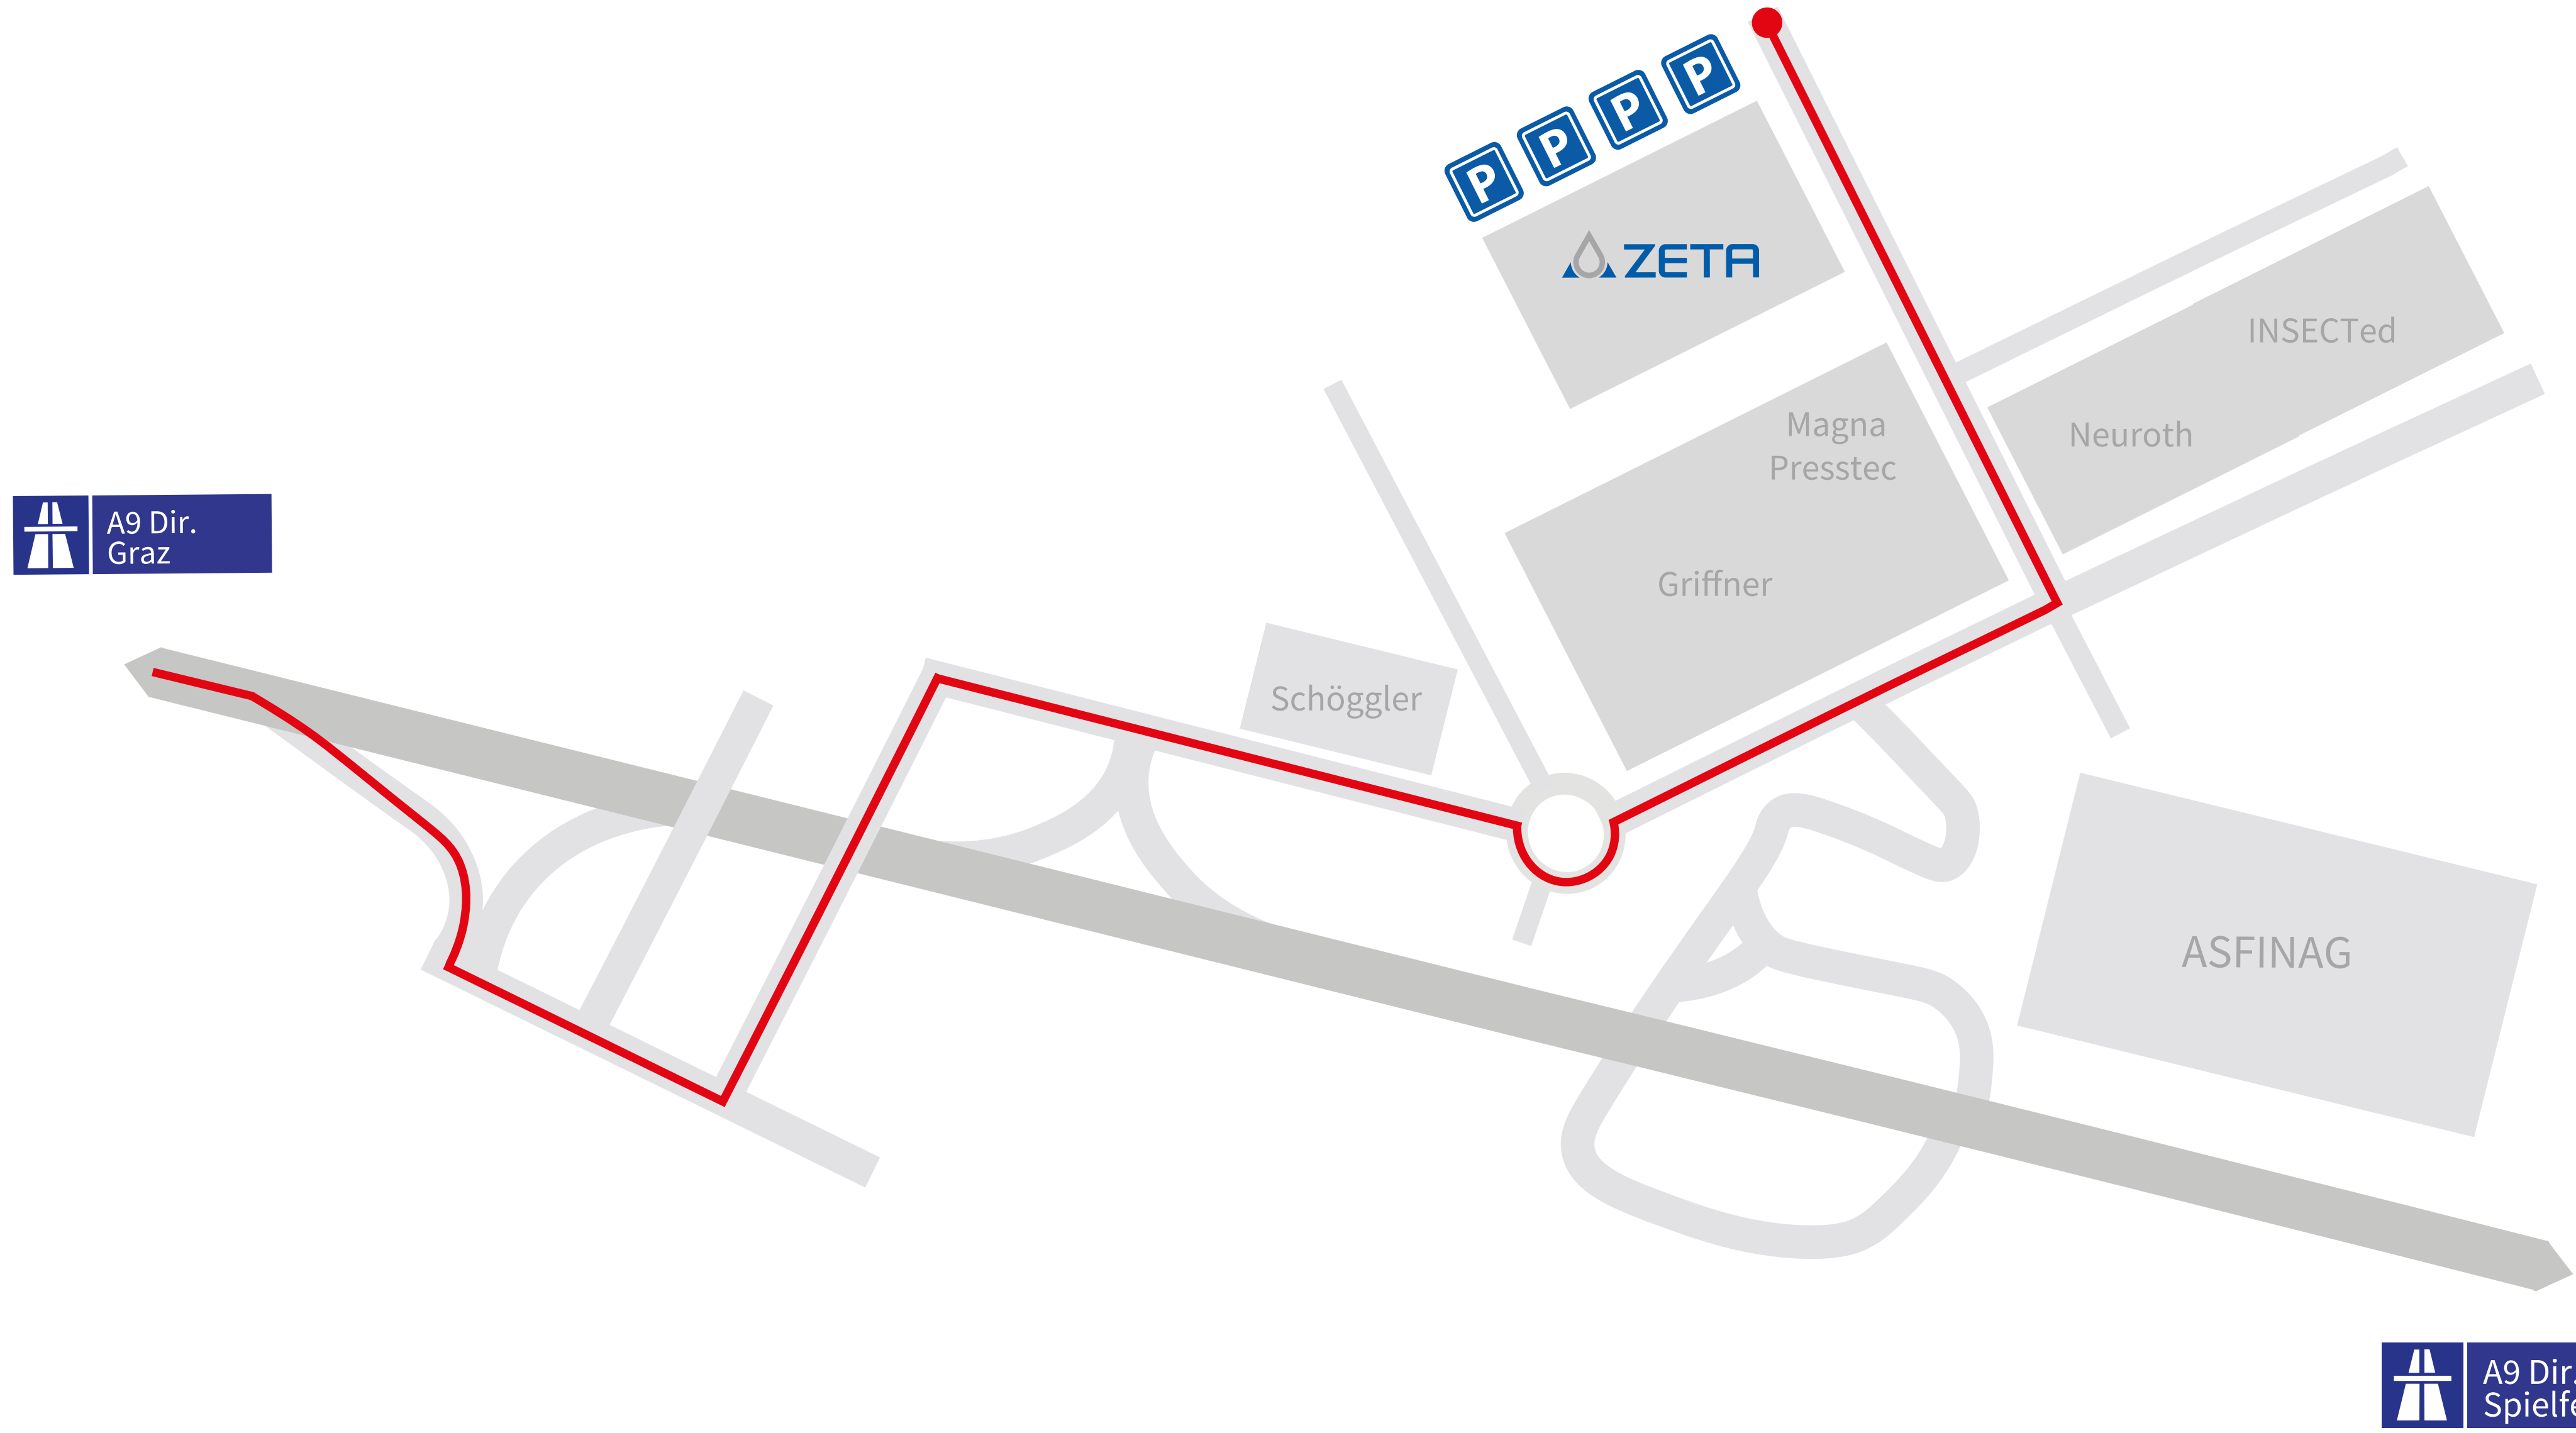 P P P P
ZETA
INSECTed
Magna
Presstec
Neuroth
A9 Dir.
Graz
Griffner
Schöggler
ASFINAG
A9 Dir.